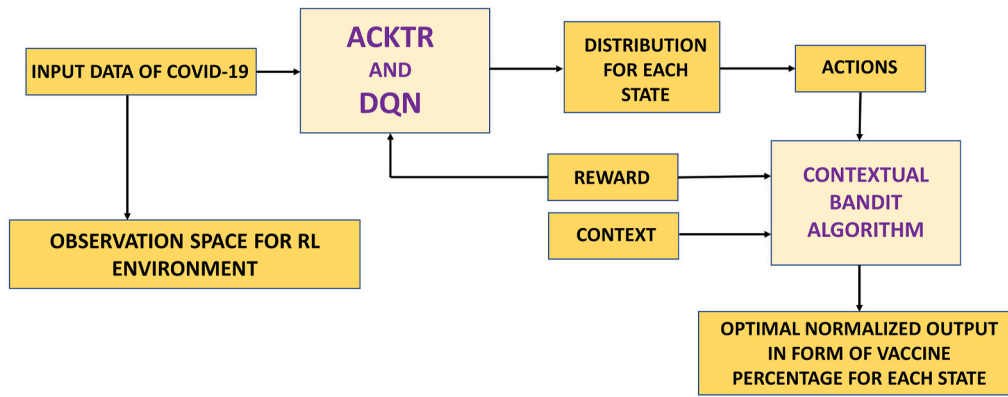 INPUT DATA OF COVID-19
ACKTR
AND
DQN
DISTRIBUTION
FOR EACH
STATE
ACTIONS
REWARD
CONTEXT
CONTEXTUAL
BANDIT
ALGORITHM
OBSERVATION SPACE FOR RL
ENVIRONMENT
OPTIMAL NORMALIZED OUTPUT
IN FORM OF VACCINE
PERCENTAGE FOR EACH STATE